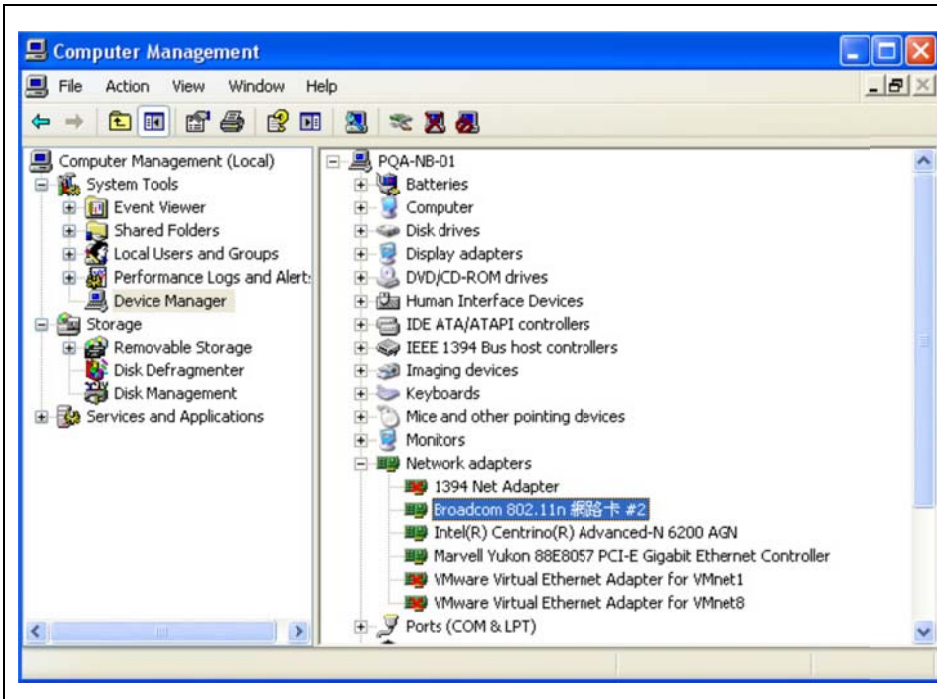 Computer Management
File Action View Window Help
Computer Management (Local)
System Tools
Event Viewer
Shared Folders
Local Users and Groups
Performance Logs and Alert:
Device Manager
Storage
Removable Storage
Disk Defragmenter
Disk Management
Services and Applications
PQA-NB-01
Batteries
Computer
Disk drives
Display adapters
DVD/CD-ROM drives
Human Interface Devices
IDE ATA/ATAPI controllers
IEEE 1394 Bus host controllers
Imaging devices
Keyboards
Mice and other pointing devices
Monitors
Network adapters
1394 Net Adapter
Broadcom 802.11n 網路卡 #2
Intel(R) Centrino(R) Advanced-N 6200 AGN
Marvell Yukon 88E8057 PCI-E Gigabit Ethernet Controller
VMware Virtual Ethernet Adapter for VMnet1
VMware Virtual Ethernet Adapter for VMnet8
Ports (COM & LPT)